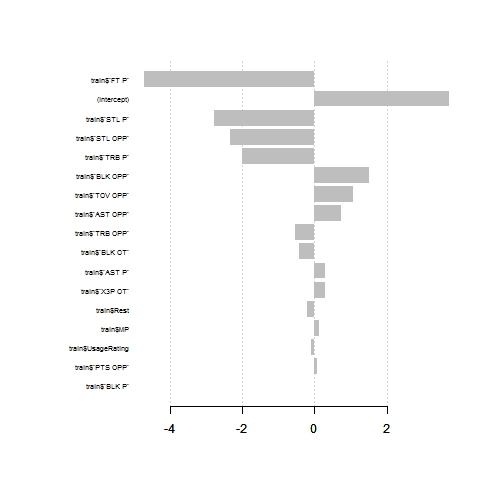 train$`FT P`
(Intercept)
train$`STL P`
train$`STL OPP`
train$`TRB P`
train$`BLK OPP`
train$`TOV OPP`
train$`AST OPP`
train$`TRB OPP`
train$`BLK OT`
train$`AST P`
train$`X3P OT`
train$Rest
train$MP
train$UsageRating
train$`PTS OPP`
train$`BLK P`
-4 -2 0 2